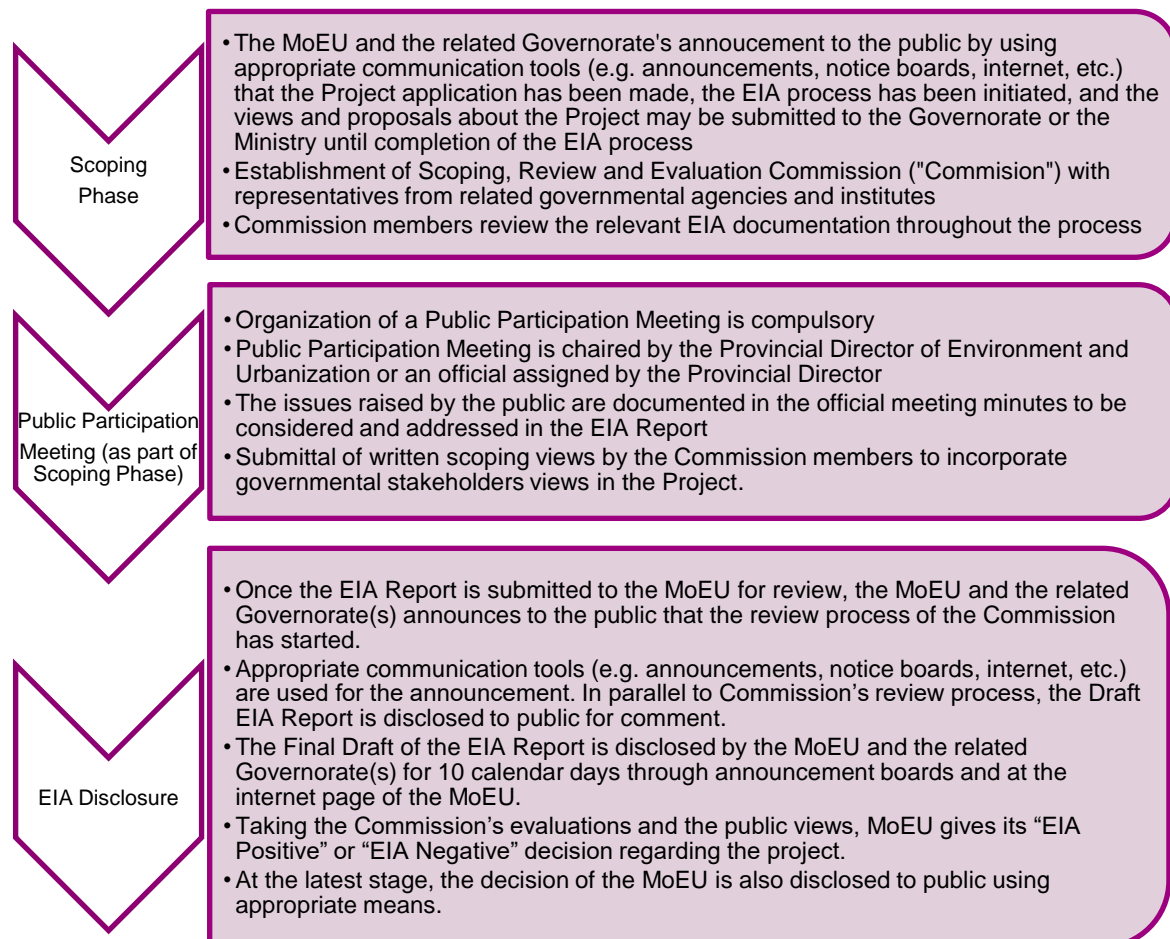 Scoping
Phase
• The MoEU and the related Governorate's annoucement to the public by using
appropriate communication tools (e.g. announcements, notice boards, internet, etc.)
that the Project application has been made, the EIA process has been initiated, and the
views and proposals about the Project may be submitted to the Governorate or the
Ministry until completion of the EIA process
• Establishment of Scoping, Review and Evaluation Commission ("Commision") with
representatives from related governmental agencies and institutes
• Commission members review the relevant EIA documentation throughout the process
Public Participation
Meeting (as part of
Scoping Phase)
• Organization of a Public Participation Meeting is compulsory
• Public Participation Meeting is chaired by the Provincial Director of Environment and
Urbanization or an official assigned by the Provincial Director
• The issues raised by the public are documented in the official meeting minutes to be
considered and addressed in the EIA Report
• Submittal of written scoping views by the Commission members to incorporate
governmental stakeholders views in the Project.
EIA Disclosure
• Once the EIA Report is submitted to the MoEU for review, the MoEU and the related
Governorate(s) announces to the public that the review process of the Commission
has started.
• Appropriate communication tools (e.g. announcements, notice boards, internet, etc.)
are used for the announcement. In parallel to Commission’s review process, the Draft
EIA Report is disclosed to public for comment.
• The Final Draft of the EIA Report is disclosed by the MoEU and the related
Governorate(s) for 10 calendar days through announcement boards and at the
internet page of the MoEU.
• Taking the Commission’s evaluations and the public views, MoEU gives its “EIA
Positive” or “EIA Negative” decision regarding the project.
• At the latest stage, the decision of the MoEU is also disclosed to public using
appropriate means.